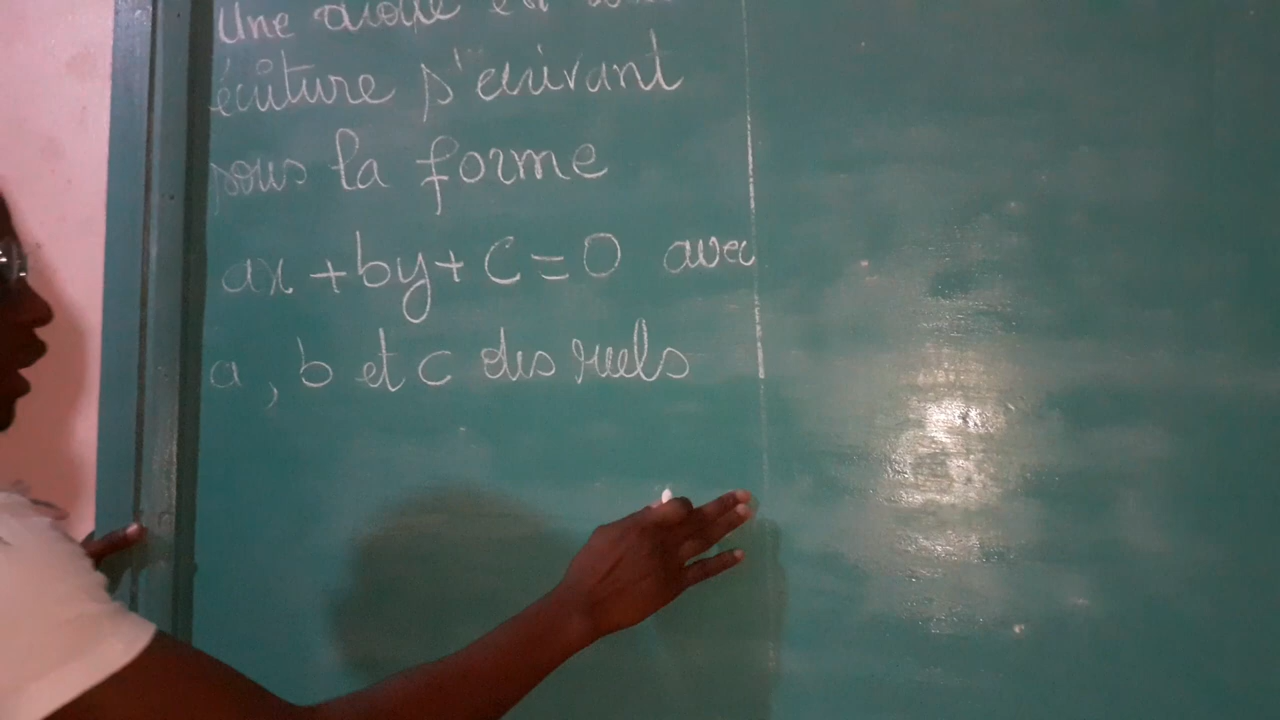 Une droite est une
écriture s'écrivant
sous la forme
ax + by + c = 0 avec
a, b et c des réels